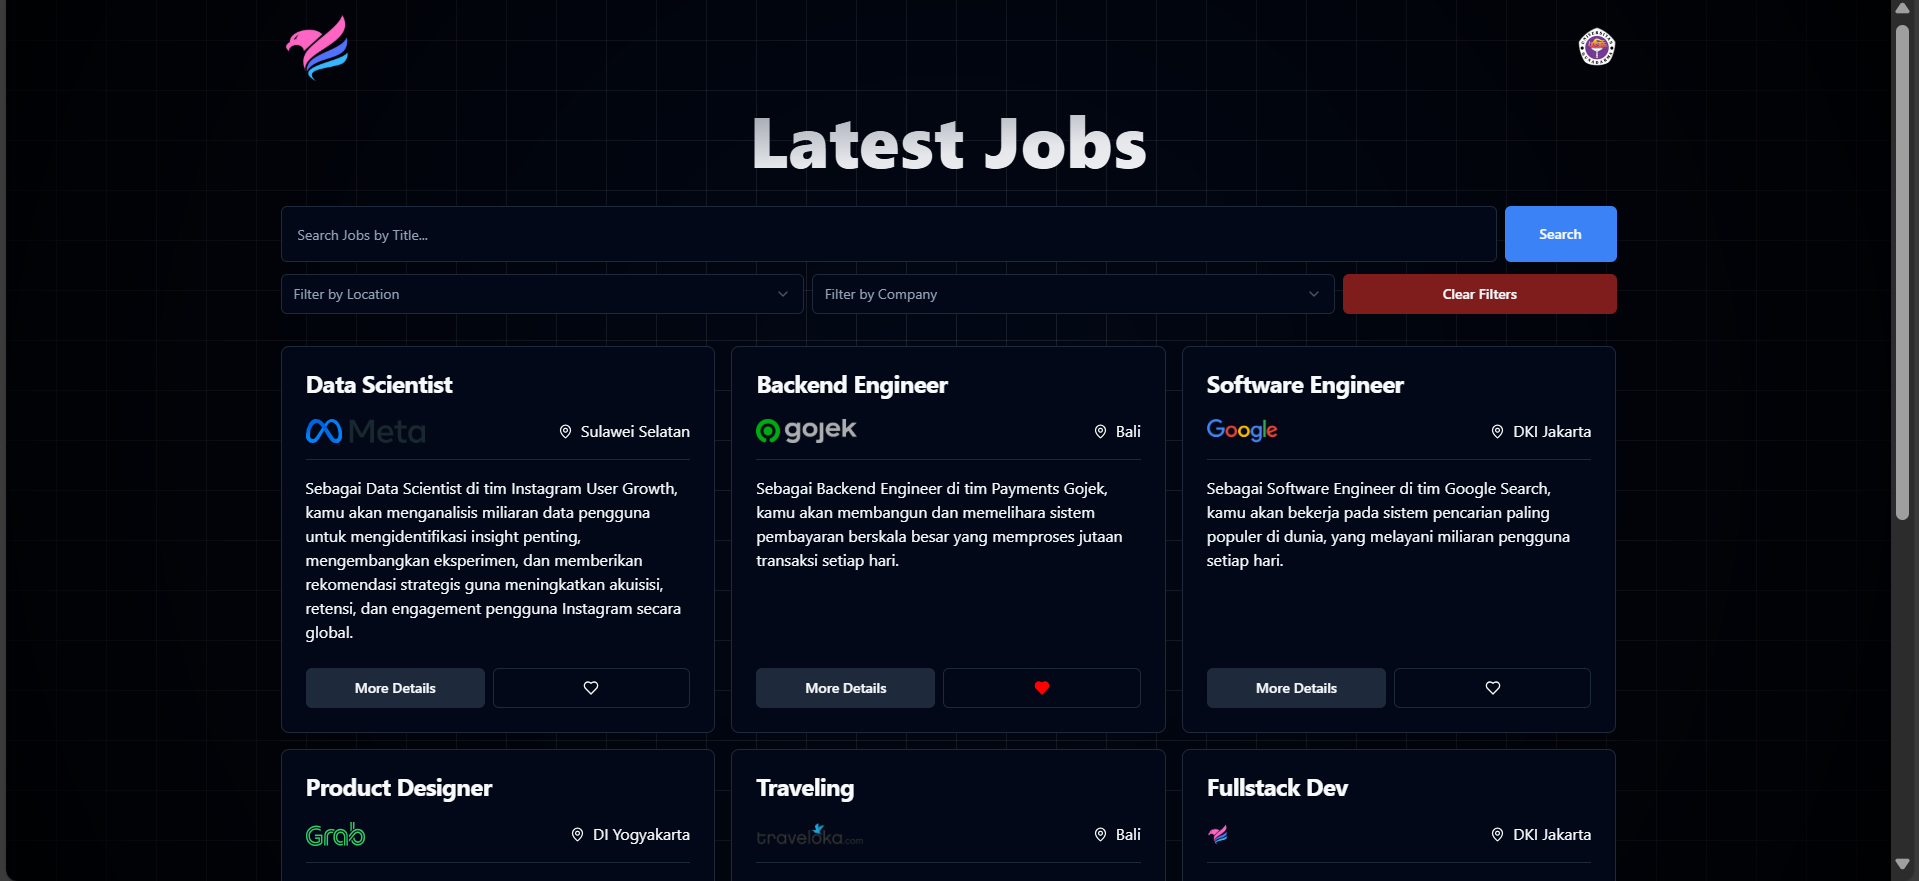 Latest Jobs
Search Jobs by Title...
Search
Filter by Location
Filter by Company
Clear Filters
Data Scientist
Meta
Sulawei Selatan
Sebagai Data Scientist di tim Instagram User Growth,
kamu akan menganalisis miliaran data pengguna
untuk mengidentifikasi insight penting,
mengembangkan eksperimen, dan memberikan
rekomendasi strategis guna meningkatkan akuisisi,
retensi, dan engagement pengguna Instagram secara
global.
More Details
Backend Engineer
gojek
Bali
Sebagai Backend Engineer di tim Payments Gojek,
kamu akan membangun dan memelihara sistem
pembayaran berskala besar yang memproses jutaan
transaksi setiap hari.
More Details
Software Engineer
Google
DKI Jakarta
Sebagai Software Engineer di tim Google Search,
kamu akan bekerja pada sistem pencarian paling
populer di dunia, yang melayani miliaran pengguna
setiap hari.
More Details
Product Designer
Grab
DI Yogyakarta
Traveling
traveloka.com
Bali
Fullstack Dev
DKI Jakarta